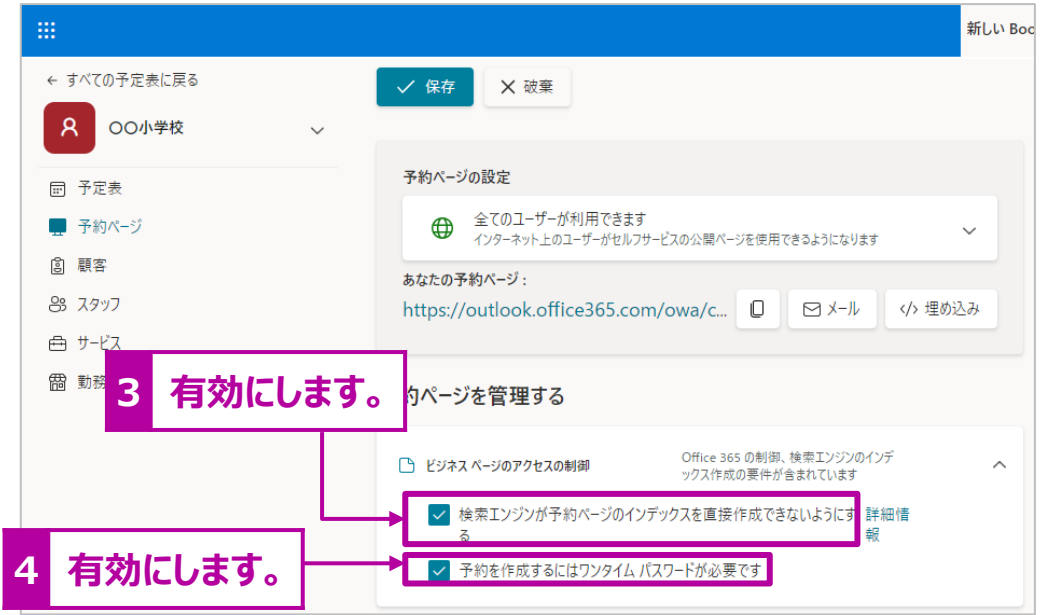 新しい Boo
← すべての予定表に戻る
保存
破棄
〇〇小学校
予定表
予約ページ
顧客
スタッフ
サービス
勤務
予約ページの設定
全てのユーザーが利用できます
インターネット上のユーザーがセルフサービスの公開ページを使用できるようになります
あなたの予約ページ :
https://outlook.office365.com/owa/c...
メール
</> 埋め込み
3 有効にします。
約ページを管理する
ビジネス ページのアクセスの制御
Office 365 の制御、検索エンジンのインデ
ックス作成の要件が含まれています
検索エンジンが予約ページのインデックスを直接作成できないようにす
る
詳細情
報
4 有効にします。
予約を作成するにはワンタイム パスワードが必要です